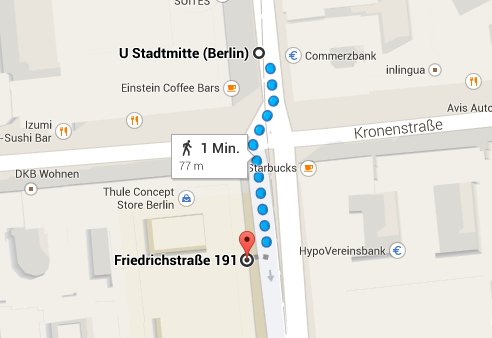 SUITES
U Stadtmitte (Berlin)
Commerzbank
inlingua
Einstein Coffee Bars
Avis Auto
Izumi
-Sushi Bar
Kronenstraße
1 Min.
77 m
Starbucks
DKB Wohnen
Thule Concept
Store Berlin
HypoVereinsbank
Friedrichstraße 191